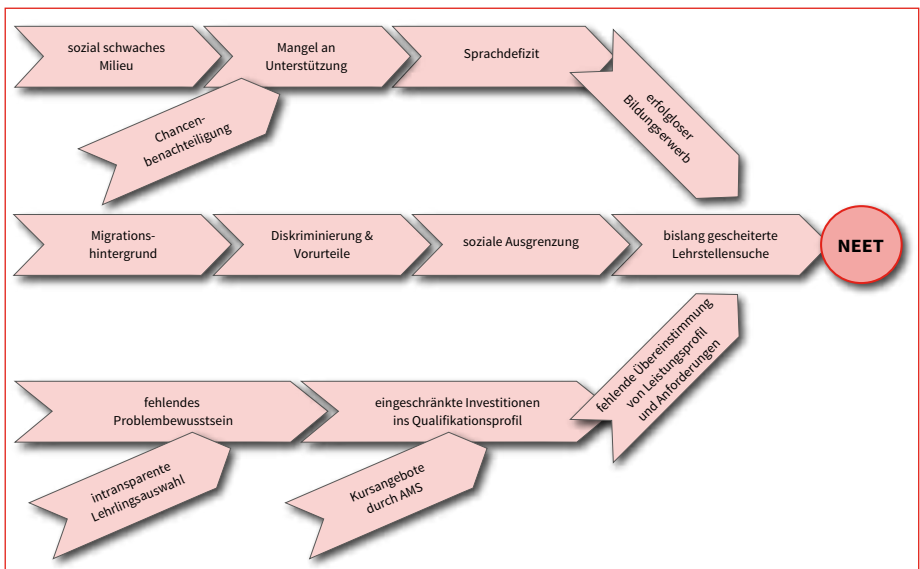 sozial schwaches
Milieu
Mangel an
Unterstützung
Sprachdefizit
erfolgloser
Bildungserwerb
Chancen-
benachteiligung
Migrations-
hintergrund
Diskriminierung &
Vorurteile
soziale Ausgrenzung
bislang gescheiterte
Lehrstellensuche
NEET
fehlende Übereinstimmung
von Leistungsprofil
und Anforderungen
fehlendes
Problembewusstsein
eingeschränkte Investitionen
ins Qualifikationsprofil
intransparente
Lehrlingsauswahl
Kursangebote
durch AMS